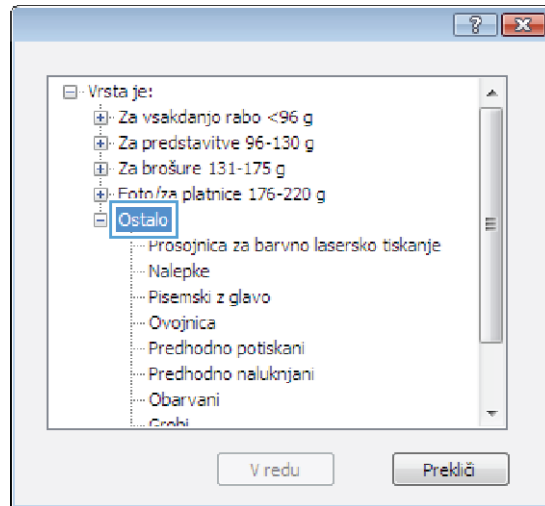 Vrsta je:
Za vsakdanjo rabo <96 g
Za predstavitve 96-130 g
Za brošure 131-175 g
Foto/za platnice 176-220 g
Ostalo
Prosojnica za barvno lasersko tiskanje
Nalepke
Pisemski z glavo
Ovojnica
Predhodno potiskani
Predhodno naluknjani
Obarvani
Grobi
V redu
Prekliči